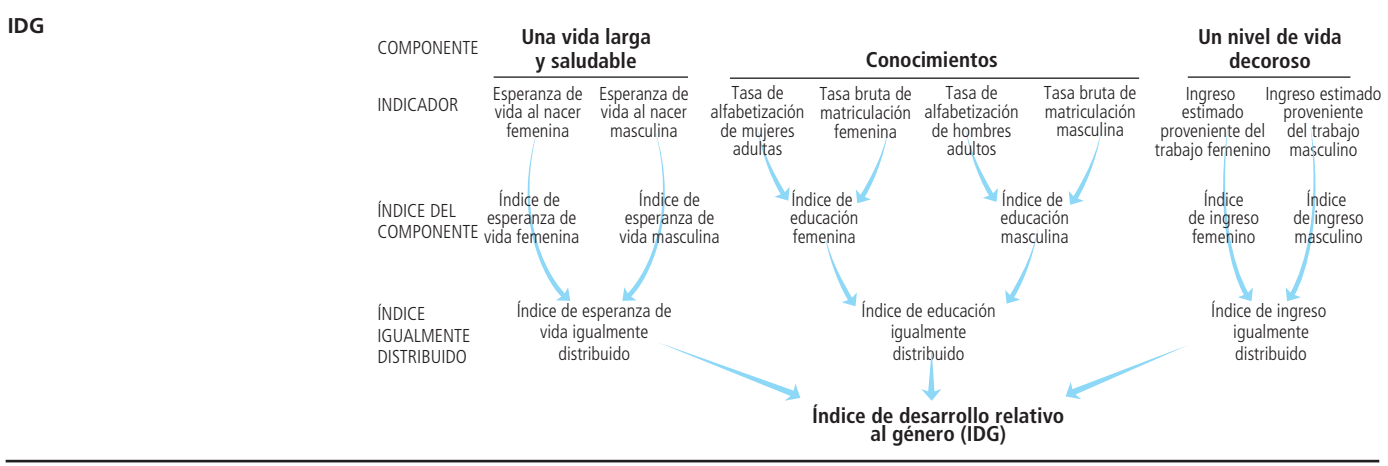 IDG
COMPONENTE
Una vida larga
y saludable
Conocimientos
Un nivel de vida
decoroso
INDICADOR
Esperanza de
vida al nacer
femenina
Esperanza de
vida al nacer
masculina
Tasa de
alfabetización
de mujeres
adultas
Tasa bruta de
matriculación
femenina
Tasa de
alfabetización
de hombres
adultos
Tasa bruta de
matriculación
masculina
Ingreso
estimado
proveniente del
trabajo femenino
Ingreso estimado
proveniente
del trabajo
masculino
ÍNDICE DEL
COMPONENTE
Índice de
esperanza de
vida femenina
Índice de
esperanza de
vida masculina
Índice de
educación
femenina
Índice de
educación
masculina
Índice
de ingreso
femenino
Índice
de ingreso
masculino
ÍNDICE
IGUALMENTE
DISTRIBUIDO
Índice de esperanza de
vida igualmente
distribuido
Índice de educación
igualmente
distribuido
Índice de ingreso
igualmente
distribuido
Índice de desarrollo relativo
al género (IDG)